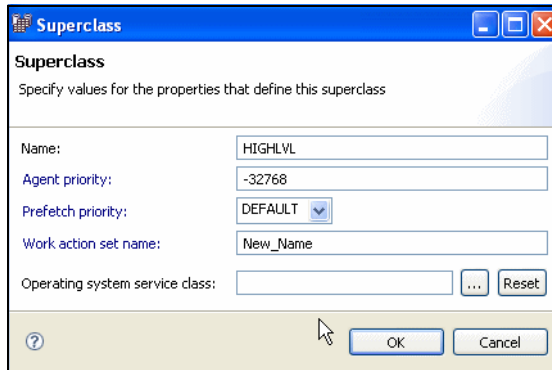 Superclass
Superclass
Specify values for the properties that define this superclass
Name: HIGHLVL
Agent priority: -32768
Prefetch priority: DEFAULT
Work action set name: New_Name
Operating system service class: ... Reset
? OK Cancel